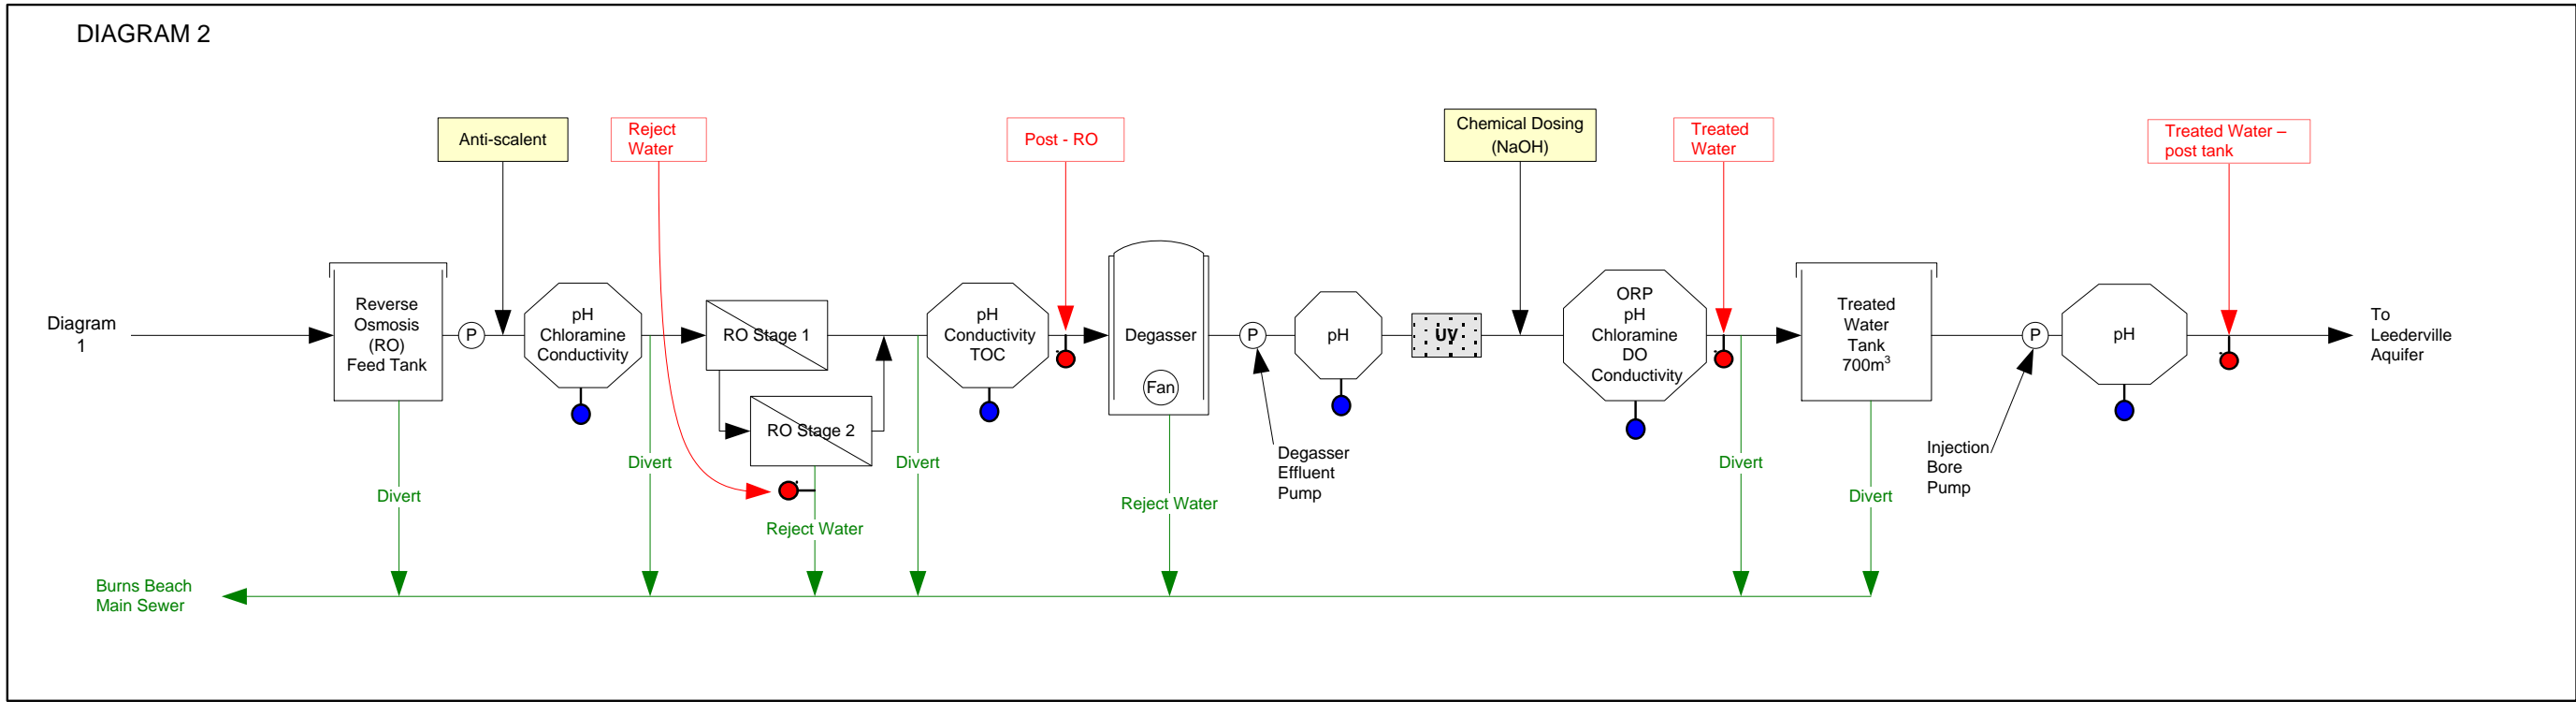 DIAGRAM 2
Anti-scalent
Reject
Water
Post - RO
Chemical Dosing
(NaOH)
Treated
Water
Treated Water –
post tank
Diagram
1
Reverse
Osmosis
(RO)
Feed Tank
P
pH
Chloramine
Conductivity
RO Stage 1
RO Stage 2
pH
Conductivity
TOC
Degasser
Fan
P
pH
UV
ORP
pH
Chloramine
DO
Conductivity
Treated
Water
Tank
700m³
P
pH
To
Leederville
Aquifer
Divert
Divert
Reject Water
Divert
Reject Water
Degasser
Effluent
Pump
Divert
Divert
Injection
Bore
Pump
Burns Beach
Main Sewer